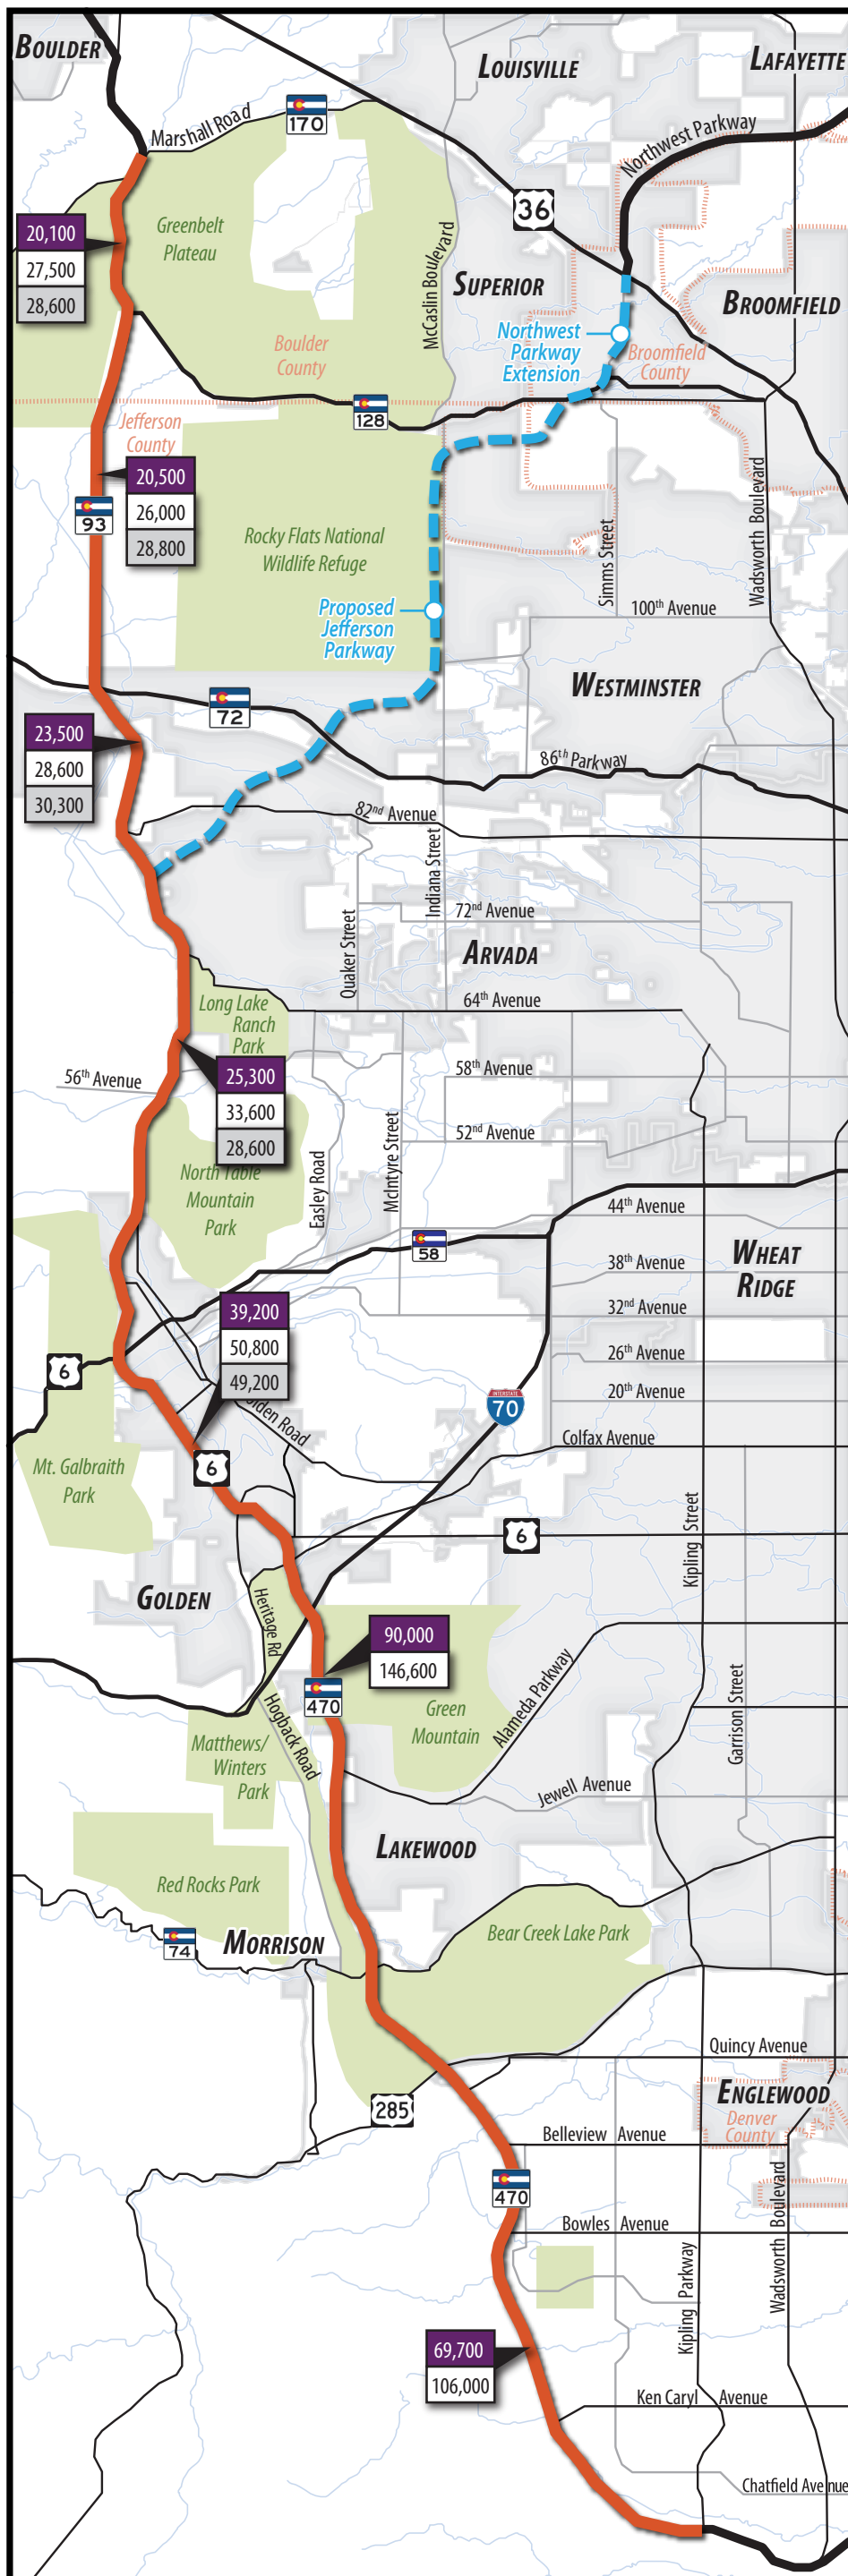 BOULDER
LOUISVILLE
LAFAYETTE
170
Marshall Road
Northwest Parkway
36
20,100
27,500
28,600
Greenbelt
Plateau
McCaslin Boulevard
SUPERIOR
BROOMFIELD
Northwest
Parkway
Extension
Boulder
County
Broomfield
County
128
Jefferson
County
20,500
26,000
28,800
93
Rocky Flats National
Wildlife Refuge
Simms Street
Wadsworth Boulevard
100th Avenue
Proposed
Jefferson
Parkway
WESTMINSTER
72
23,500
28,600
30,300
86th Parkway
82nd Avenue
Indiana Street
Quaker Street
72nd Avenue
ARVADA
64th Avenue
Long Lake
Ranch
Park
56th Avenue
25,300
33,600
28,600
58th Avenue
52nd Avenue
McIntyre Street
Easley Road
North Table
Mountain
Park
44th Avenue
58
WHEAT
RIDGE
38th Avenue
39,200
50,800
49,200
32nd Avenue
26th Avenue
6
20th Avenue
70
INTERSTATE
olden Road
Colfax Avenue
Mt. Galbraith
Park
6
6
Kipling Street
GOLDEN
Heritage Rd
90,000
146,600
470
Green
Mountain
Alameda Parkway
Garrison Street
Hogback Road
Matthews/
Winters
Park
Jewell Avenue
LAKEWOOD
Red Rocks Park
Bear Creek Lake Park
74
MORRISON
Quincy Avenue
285
ENGLEWOOD
Denver
County
Belleview Avenue
470
Wadsworth Boulevard
Bowles Avenue
Kipling Parkway
69,700
106,000
Ken Caryl Avenue
Chatfield Avenue